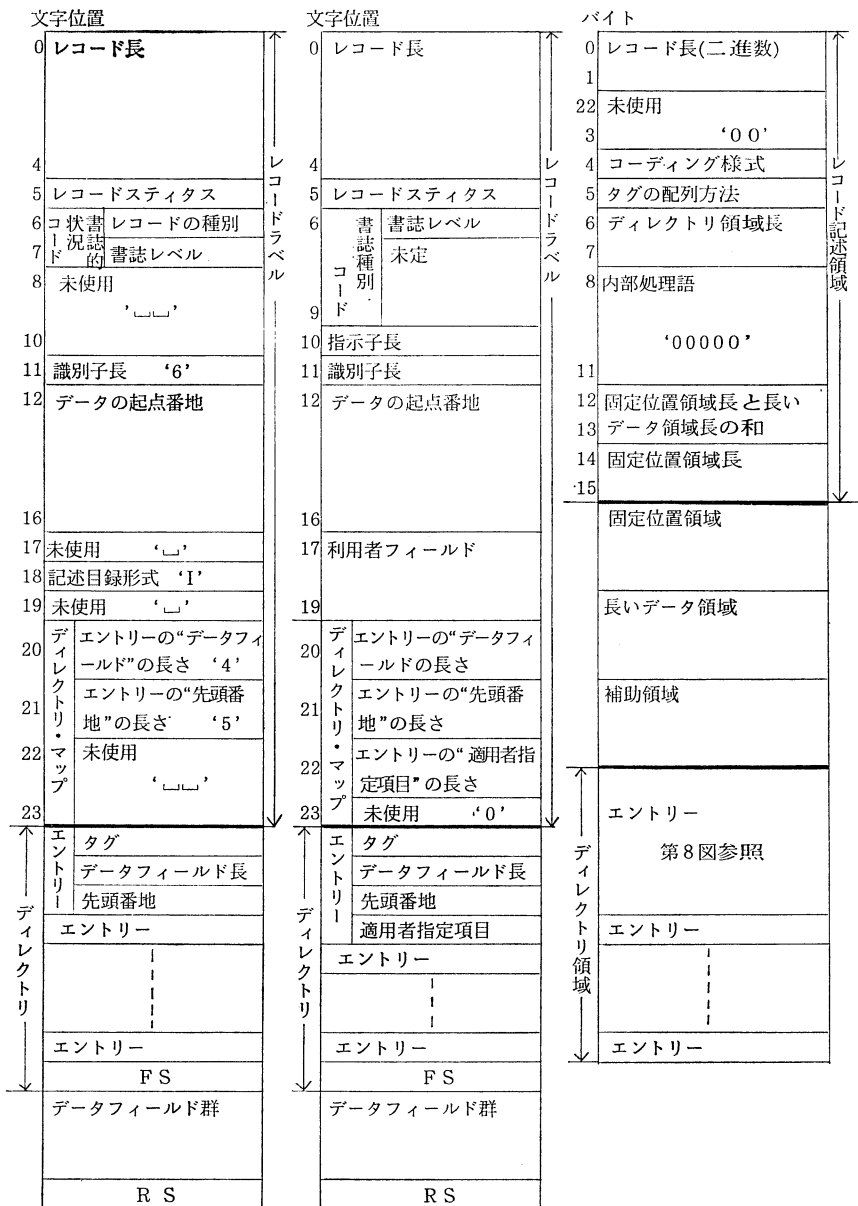 文字位置
0 レコード長
4
5 レコードスティタス
6 書誌的状況コード レコードの種別
7 書誌レベル
8 未使用
'␣␣'
10
11 識別子長 '6'
12 データの起点番地
16
17 未使用 '␣'
18 記述目録形式 'I'
19 未使用 '␣'
ディレクトリ・マップ
20 エントリーの“データフィ
ールド”の長さ '4'
21 エントリーの“先頭番
地”の長さ '5'
22 未使用
'␣␣'
23
レコードラベル
エントリー
タグ
データフィールド長
先頭番地
エントリー
エントリー
FS
ディレクトリ
データフィールド群
RS
文字位置
0 レコード長
4
5 レコードスティタス
6 書誌種別コード 書誌レベル
未定
9
10 指示子長
11 識別子長
12 データの起点番地
16
17 利用者フィールド
19
ディレクトリ・マップ
20 エントリーの“データフィ
ールドの長さ
21 エントリーの“先頭番
地”の長さ
22 エントリーの“適用者指
定項目”の長さ
23 未使用 '0'
レコードラベル
エントリー
タグ
データフィールド長
先頭番地
適用者指定項目
エントリー
エントリー
FS
ディレクトリ
データフィールド群
RS
バイト
0 レコード長(二進数)
1
22 未使用
3 '00'
4 コーディング様式
5 タグの配列方法
6 ディレクトリ領域長
7
8 内部処理語
'00000'
11
12 固定位置領域長と長い
13 データ領域長の和
14 固定位置領域長
15
レコード記述領域
固定位置領域
長いデータ領域
補助領域
エントリー
第8図参照
エントリー
エントリー
ディレクトリ領域